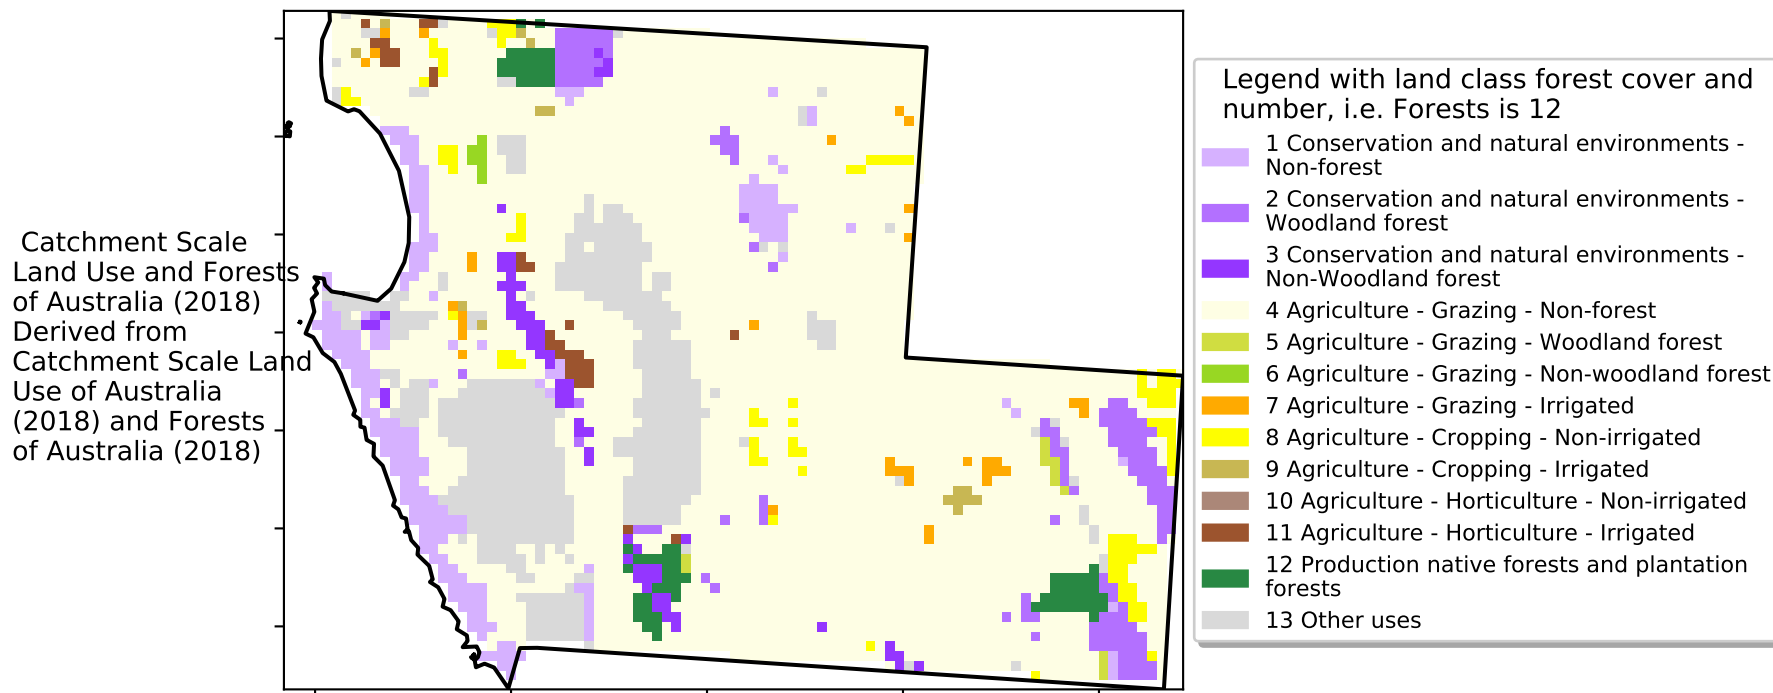 Catchment Scale
Land Use and Forests
of Australia (2018)
Derived from
Catchment Scale Land
Use of Australia
(2018) and Forests
of Australia (2018)
Legend with land class forest cover and
number, i.e. Forests is 12
1 Conservation and natural environments -
Non-forest
2 Conservation and natural environments -
Woodland forest
3 Conservation and natural environments -
Non-Woodland forest
4 Agriculture - Grazing - Non-forest
5 Agriculture - Grazing - Woodland forest
6 Agriculture - Grazing - Non-woodland forest
7 Agriculture - Grazing - Irrigated
8 Agriculture - Cropping - Non-irrigated
9 Agriculture - Cropping - Irrigated
10 Agriculture - Horticulture - Non-irrigated
11 Agriculture - Horticulture - Irrigated
12 Production native forests and plantation
forests
13 Other uses